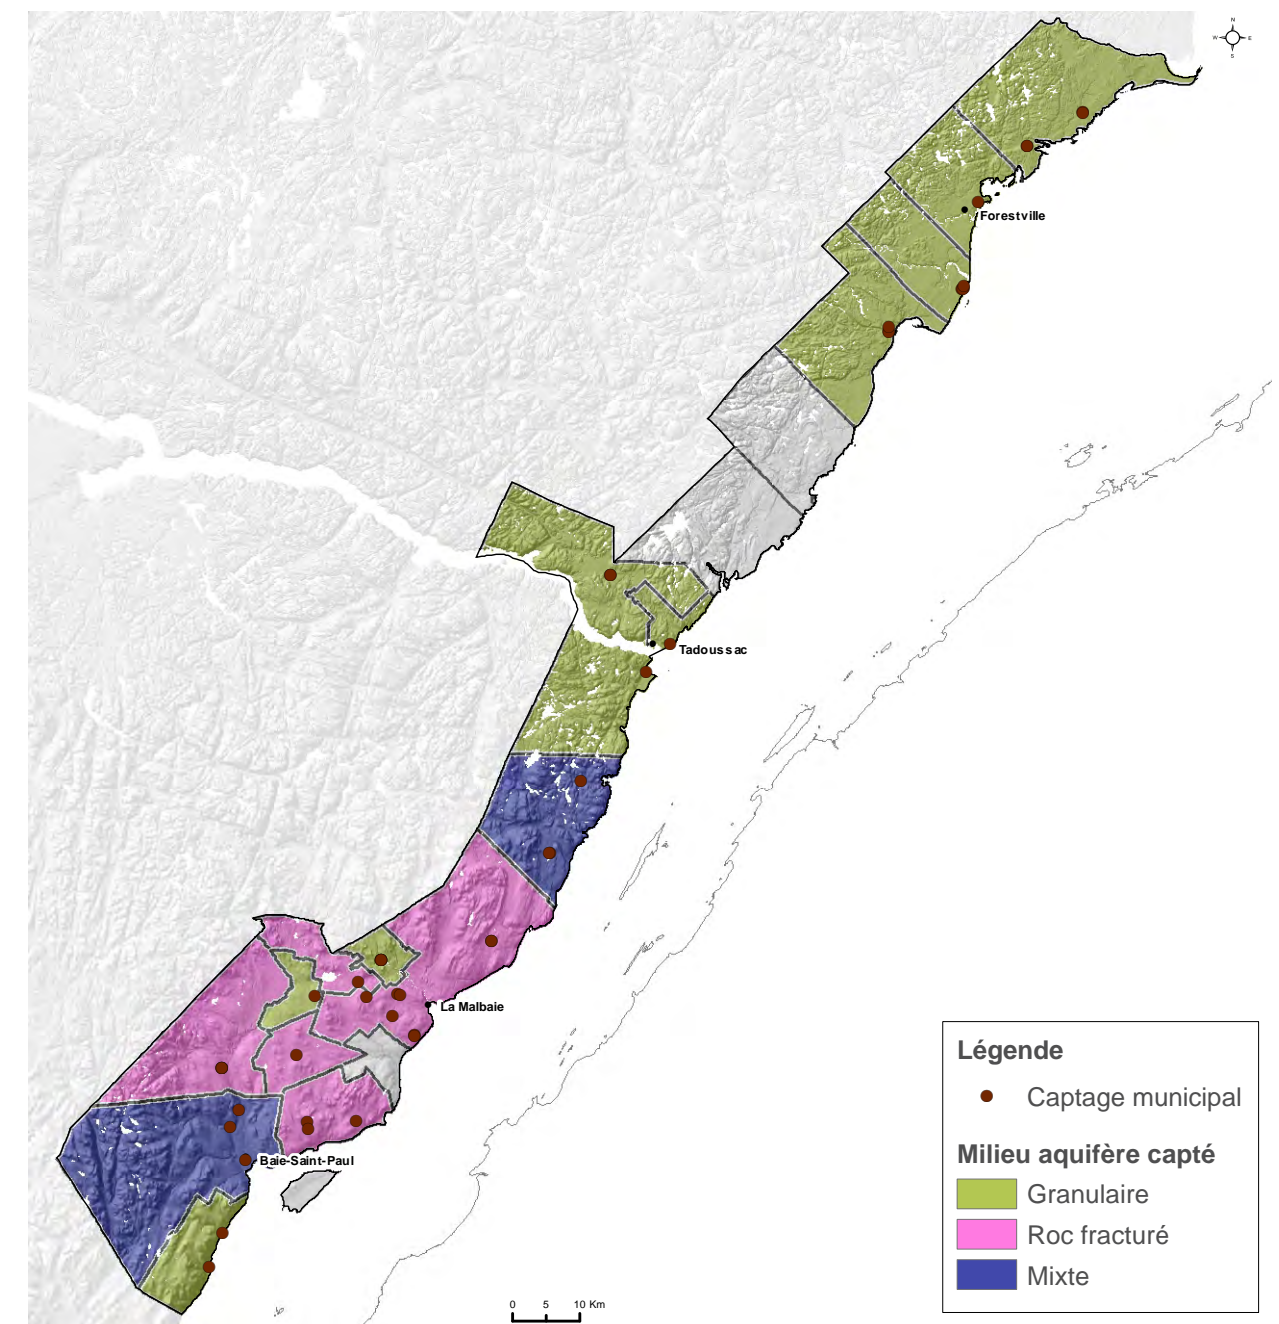 N
W E
S
Forestville
Tadoussac
La Malbaie
Baie-Saint-Paul
Légende
Captage municipal
Milieu aquifère capté
Granulaire
Roc fracturé
Mixte
0 5 10 Km